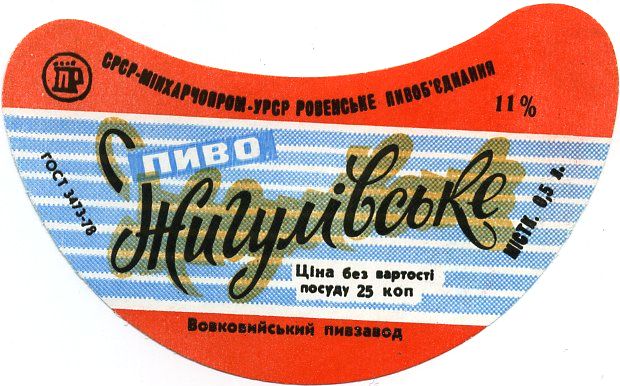 ПР
СРСР-МІНХАРЧОПРОМ-УРСР РОВЕНСЬКЕ ПИВОБ'ЄДНАННЯ
11%
ГОСТ 3473-78
ПИВО
Жигулівське
МІСТК. 0,5 л.
Ціна без вартості
посуду 25 коп
Вовковийський пивзавод